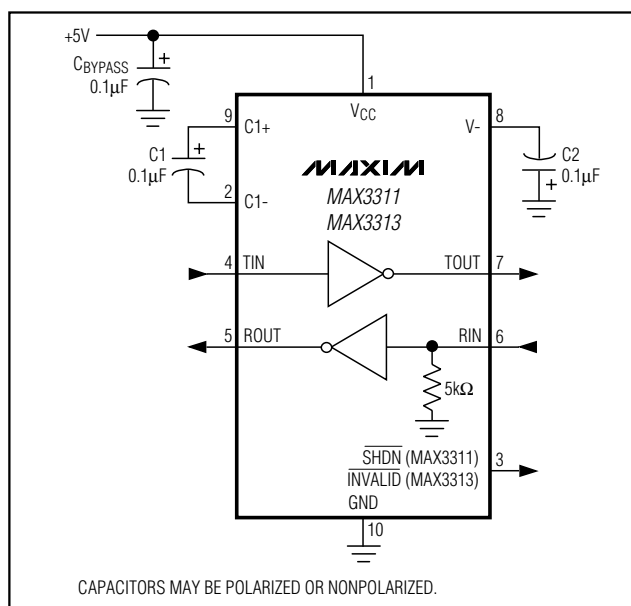 +5V
CBYPASS
+
0.1µF
1
VCC
9
C1+
V-
8
C1
+
0.1µF
C2
+
0.1µF
2
C1-
MAXIM
MAX3311
MAX3313
4
TIN
TOUT
7
5
ROUT
RIN
6
5kΩ
SHDN (MAX3311)
INVALID (MAX3313)
3
GND
10
CAPACITORS MAY BE POLARIZED OR NONPOLARIZED.